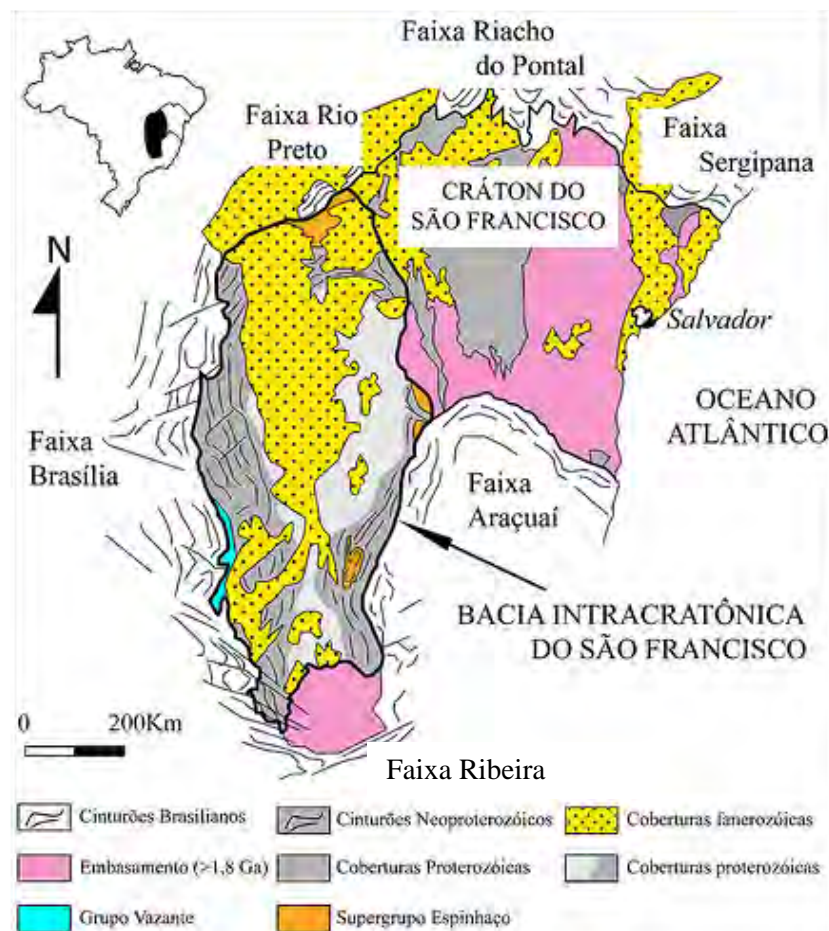 Faixa Riacho
do Pontal
Faixa Rio
Preto
Faixa
Sergipana
CRÁTON DO
SÃO FRANCISCO
N
Salvador
OCEANO
ATLÂNTICO
Faixa
Brasília
Faixa
Araçuaí
BACIA INTRACRATÔNICA
DO SÃO FRANCISCO
0 200Km
Faixa Ribeira
Cinturões Brasilianos
Cinturões Neoproterozóicos
Coberturas fanerozóicas
Embasamento (>1,8 Ga)
Coberturas Proterozóicas
Coberturas proterozóicas
Grupo Vazante
Supergrupo Espinhaço